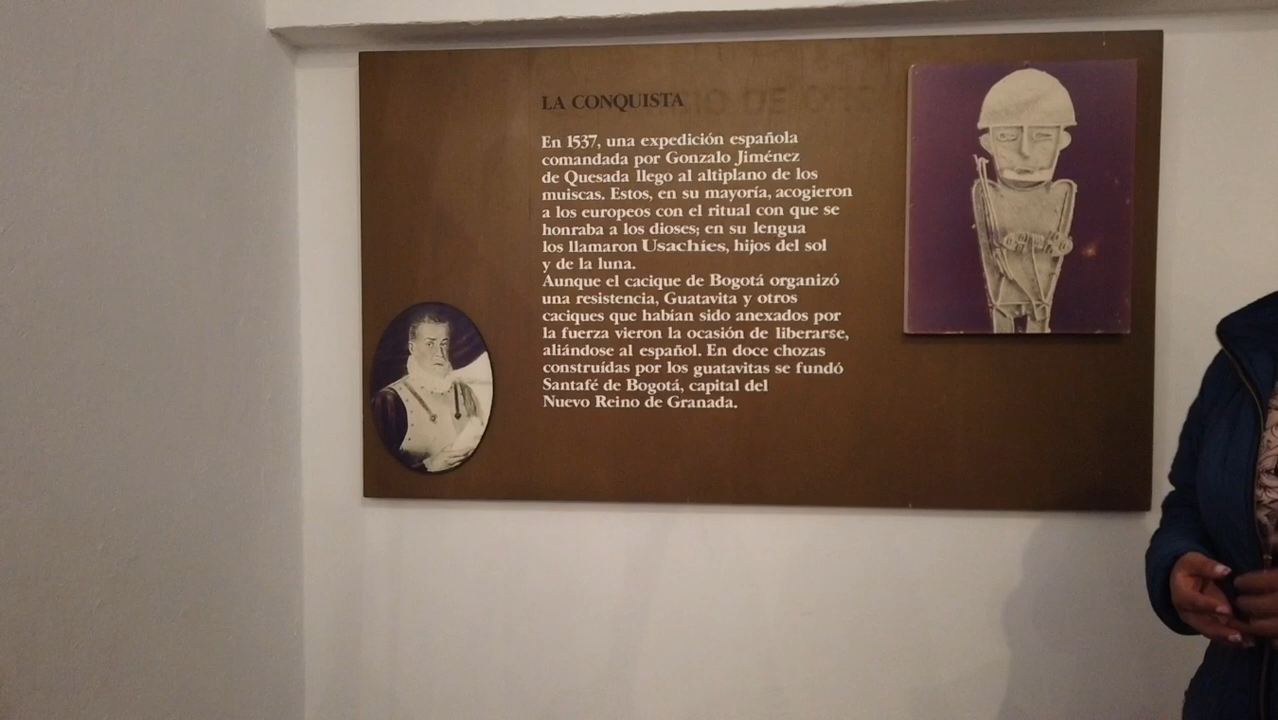 LA CONQUISTA
En 1537, una expedición española
comandada por Gonzalo Jiménez
de Quesada llego al altiplano de los
muiscas. Estos, en su mayoría, acogieron
a los europeos con el ritual con que se
honraba a los dioses; en su lengua
los llamaron Usachíes, hijos del sol
y de la luna.
Aunque el cacique de Bogotá organizó
una resistencia, Guatavita y otros
caciques que habían sido anexados por
la fuerza vieron la ocasión de liberarse,
aliándose al español. En doce chozas
construídas por los guatavitas se fundó
Santafé de Bogotá, capital del
Nuevo Reino de Granada.